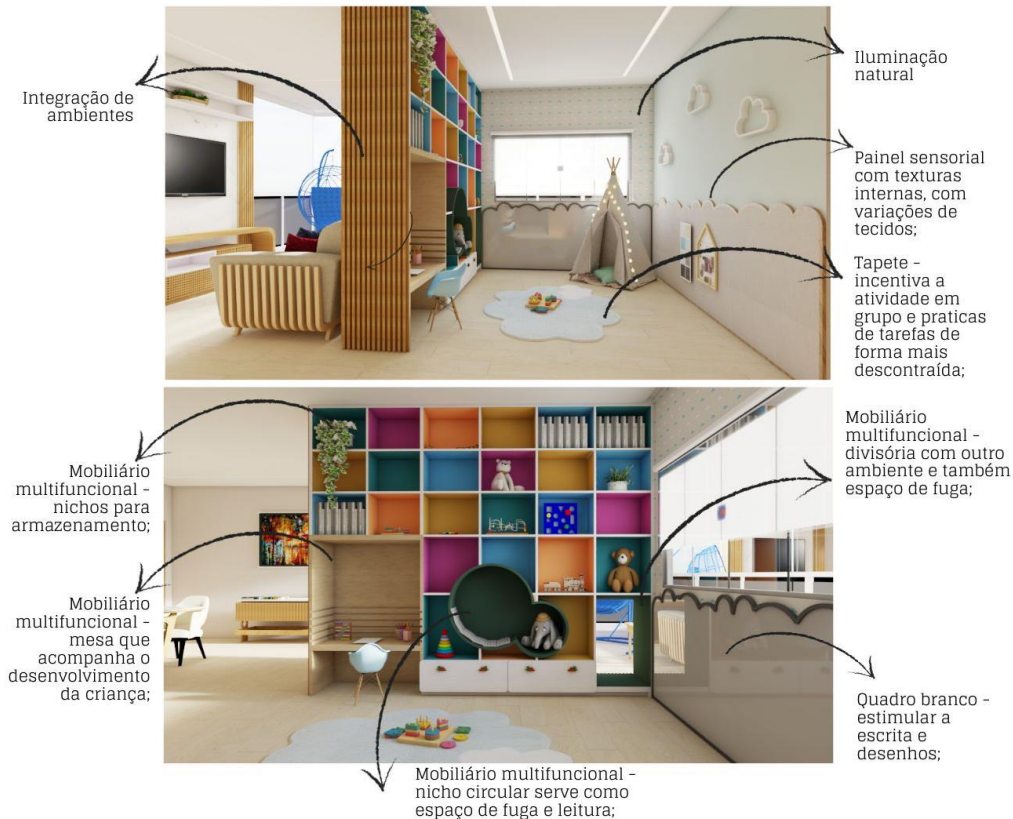 Integração de
ambientes
Iluminação
natural
Painel sensorial
com texturas
internas, com
variações de
tecidos;
Tapete -
incentiva a
atividade em
grupo e praticas
de tarefas de
forma mais
descontraída;
Mobiliário
multifuncional -
nichos para
armazenamento;
Mobiliário
multifuncional -
divisória com outro
ambiente e também
espaço de fuga;
Mobiliário
multifuncional -
mesa que
acompanha o
desenvolvimento
da criança;
Quadro branco -
estimular a
escrita e
desenhos;
Mobiliário multifuncional -
nicho circular serve como
espaço de fuga e leitura;